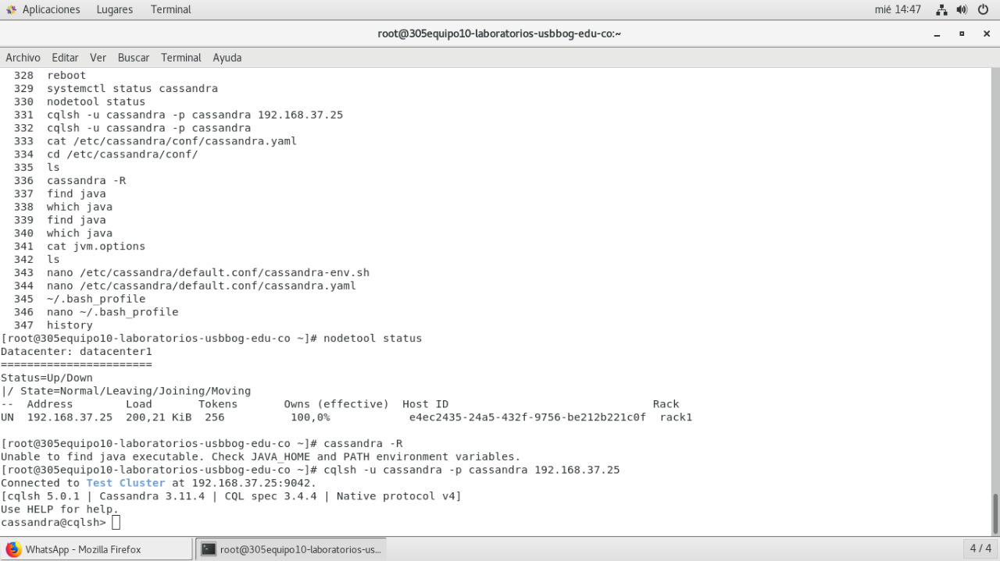 Aplicaciones Lugares Terminal mié 14:47
root@305equipo10-laboratorios-usbbog-edu-co:~
Archivo Editar Ver Buscar Terminal Ayuda
328 reboot
329 systemctl status cassandra
330 nodetool status
331 cqlsh -u cassandra -p cassandra 192.168.37.25
332 cqlsh -u cassandra -p cassandra
333 cat /etc/cassandra/conf/cassandra.yaml
334 cd /etc/cassandra/conf/
335 ls
336 cassandra -R
337 find java
338 which java
339 find java
340 which java
341 cat jvm.options
342 ls
343 nano /etc/cassandra/default.conf/cassandra-env.sh
344 nano /etc/cassandra/default.conf/cassandra.yaml
345 ~/.bash_profile
346 nano ~/.bash_profile
347 history
[root@305equipo10-laboratorios-usbbog-edu-co ~]# nodetool status
Datacenter: datacenter1
=======================
Status=Up/Down
|/ State=Normal/Leaving/Joining/Moving
-- Address Load Tokens Owns (effective) Host ID Rack
UN 192.168.37.25 200,21 KiB 256 100,0% e4ec2435-24a5-432f-9756-be212b221c0f rack1
[root@305equipo10-laboratorios-usbbog-edu-co ~]# cassandra -R
Unable to find java executable. Check JAVA_HOME and PATH environment variables.
[root@305equipo10-laboratorios-usbbog-edu-co ~]# cqlsh -u cassandra -p cassandra 192.168.37.25
Connected to Test Cluster at 192.168.37.25:9042.
[cqlsh 5.0.1 | Cassandra 3.11.4 | CQL spec 3.4.4 | Native protocol v4]
Use HELP for help.
cassandra@cqlsh>
WhatsApp - Mozilla Firefox root@305equipo10-laboratorios-us... 4 / 4